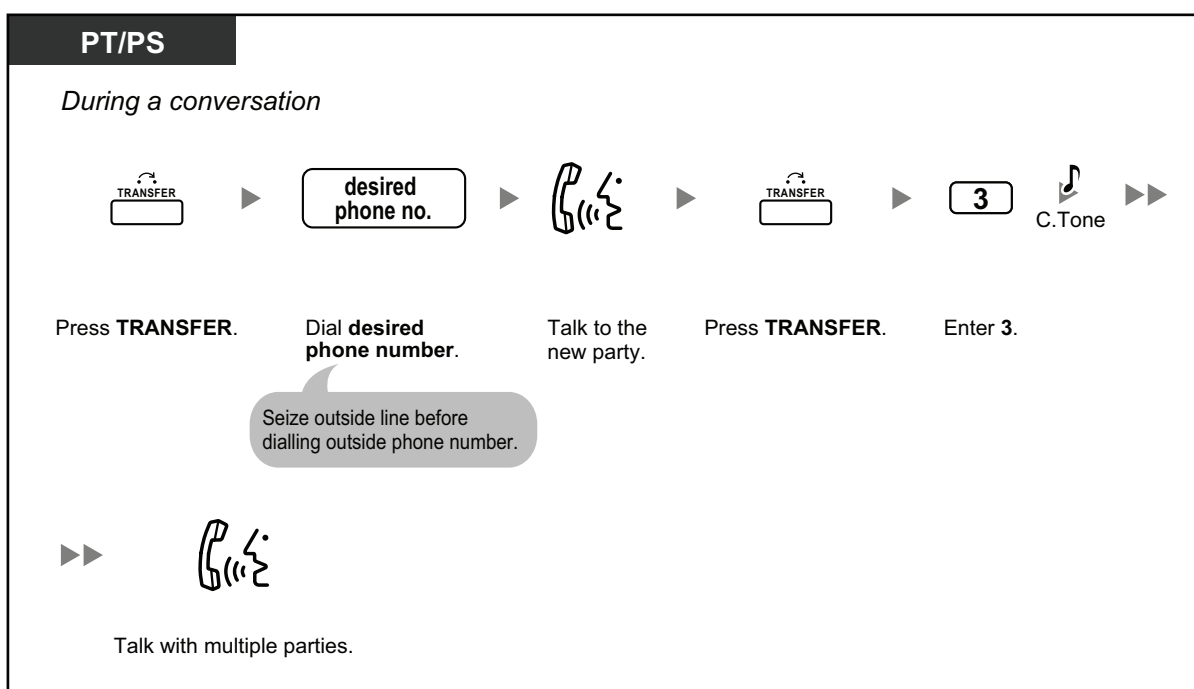 PT/PS
During a conversation
TRANSFER
desired
phone no.
TRANSFER
3
C.Tone
Press TRANSFER.
Dial desired
phone number.
Talk to the
new party.
Press TRANSFER.
Enter 3.
Seize outside line before
dialling outside phone number.
Talk with multiple parties.